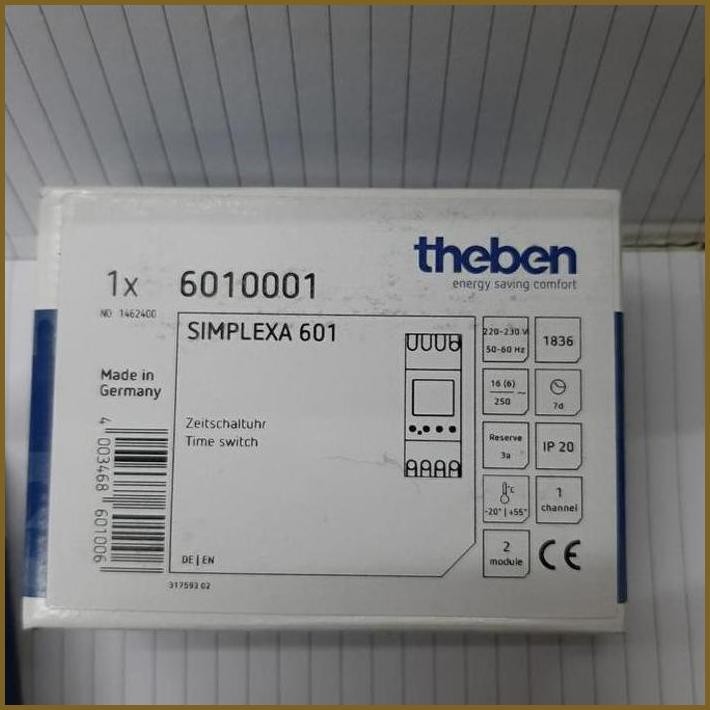 theben
energy saving comfort
1x 6010001
NO 1462400
SIMPLEXA 601
Made in
Germany
Zeitschaltuhr
Time switch
DE|EN
317593 02
4 003468 601006
220-230 V
50-60 Hz
1836
16 (6)
250 ~
7d
Reserve
3a
IP 20
°C
-20°|+55°
1
channel
2
module
CE